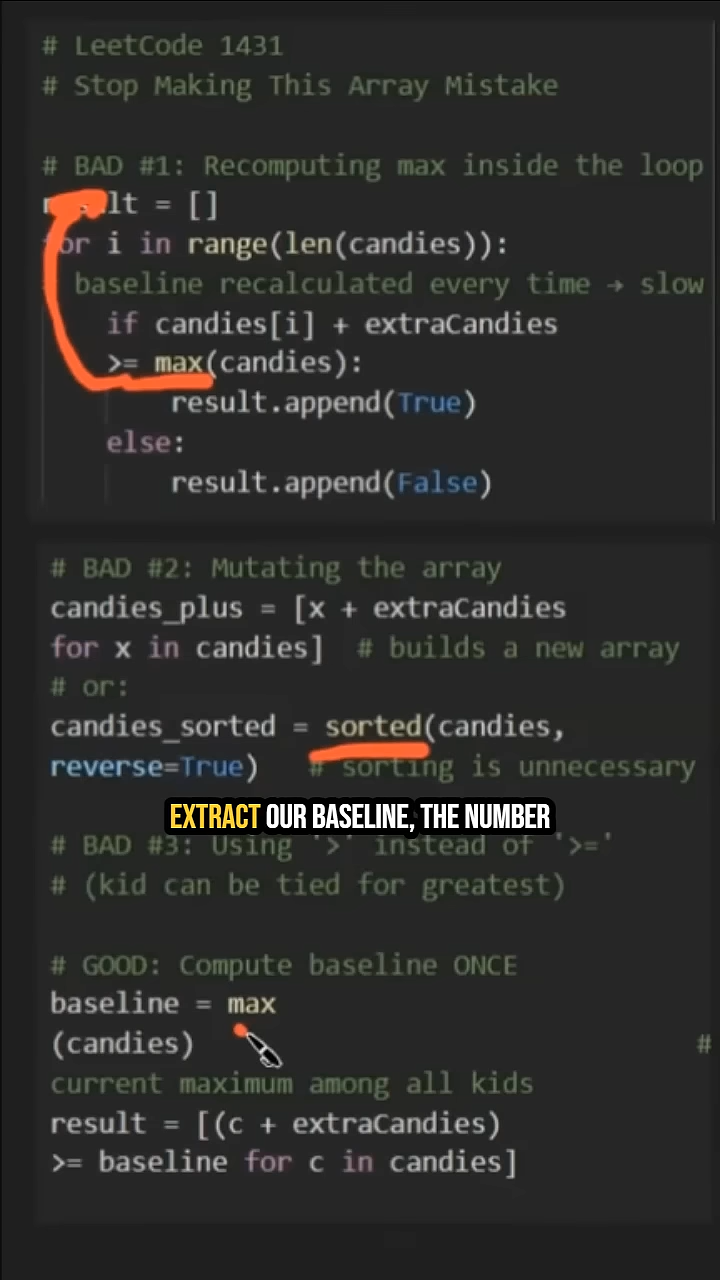 # LeetCode 1431
# Stop Making This Array Mistake
# BAD #1: Recomputing max inside the loop
lt = []
for i in range(len(candies)):
baseline recalculated every time → slow
if candies[i] + extraCandies
>= max(candies):
result.append(True)
else:
result.append(False)
# BAD #2: Mutating the array
candies_plus = [x + extraCandies
for x in candies]  # builds a new array
# or:
candies_sorted = sorted(candies,
reverse=True)   # sorting is unnecessary
EXTRACT OUR BASELINE, THE NUMBER
# BAD #3: Using '>' instead of '>='
# (kid can be tied for greatest)
# GOOD: Compute baseline ONCE
baseline = max
(candies) #
current maximum among all kids
result = [(c + extraCandies)
>= baseline for c in candies]